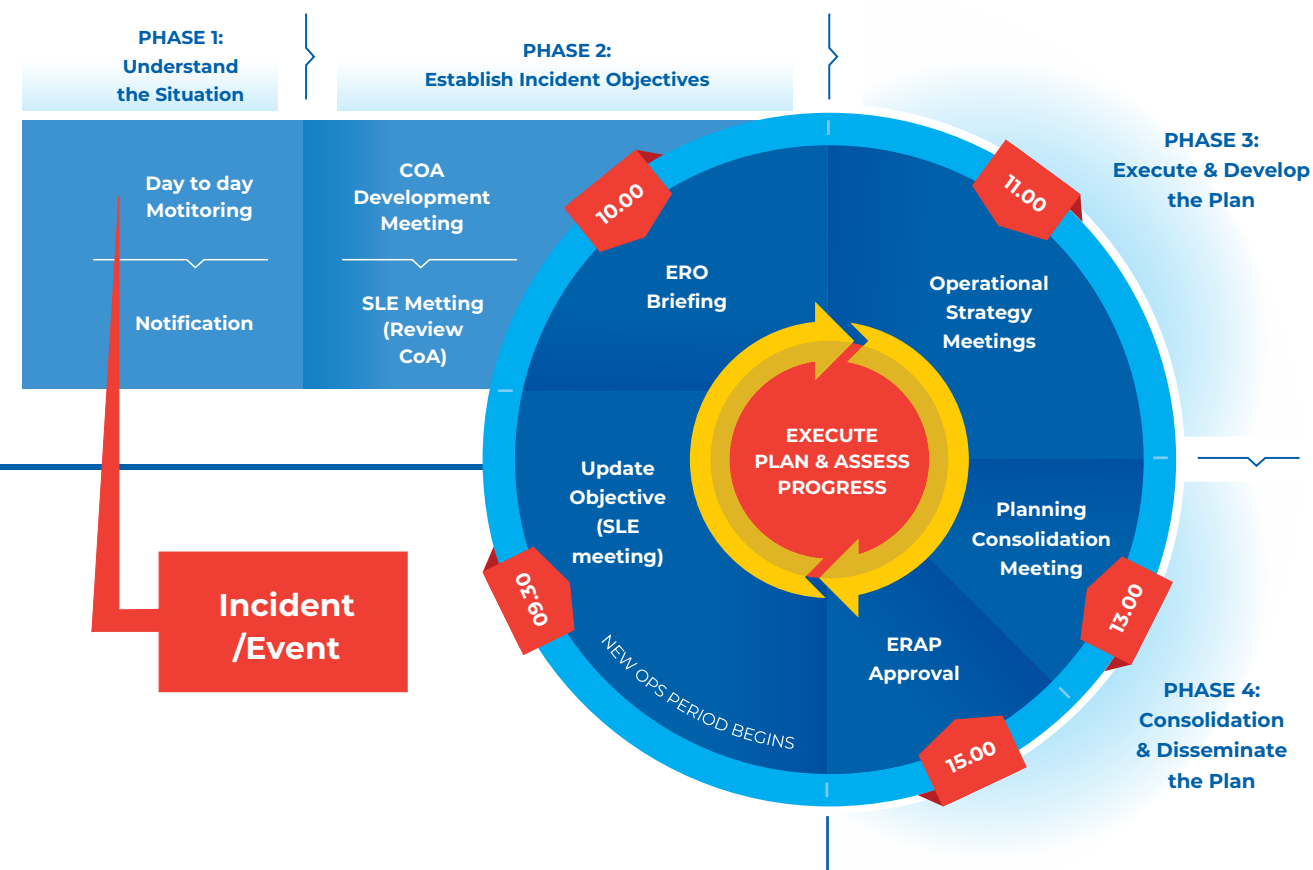 PHASE 1:
Understand
the Situation
PHASE 2:
Establish Incident Objectives
PHASE 3:
Execute & Develop
the Plan
Day to day
Motitoring
Notification
COA
Development
Meeting
SLE Metting
(Review
CoA)
10.00
ERO
Briefing
11.00
Operational
Strategy
Meetings
EXECUTE
PLAN & ASSESS
PROGRESS
Update
Objective
(SLE
meeting)
09.30
NEW OPS PERIOD BEGINS
Planning
Consolidation
Meeting
13.00
ERAP
Approval
15.00
Incident
/Event
PHASE 4:
Consolidation
& Disseminate
the Plan